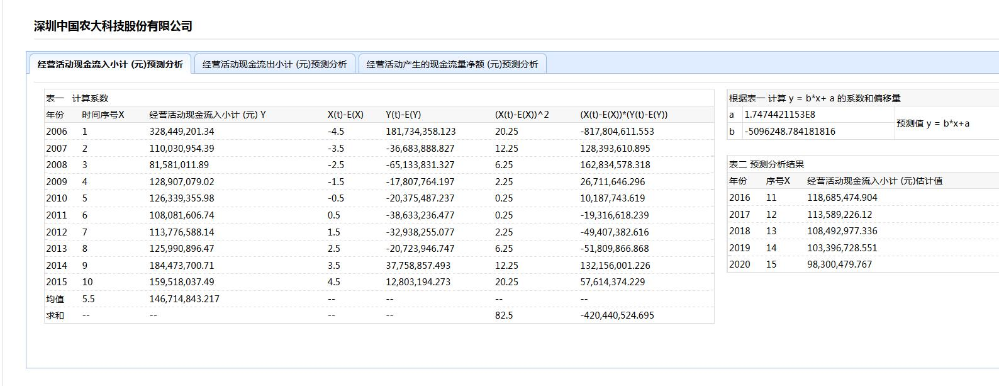 深圳中国农大科技股份有限公司
经营活动现金流入小计 (元)预测分析 经营活动现金流出小计 (元)预测分析 经营活动产生的现金流量净额 (元)预测分析
表一 计算系数
年份 时间序号X 经营活动现金流入小计 (元) Y X(t)-E(X) Y(t)-E(Y) (X(t)-E(X))^2 (X(t)-E(X))*(Y(t)-E(Y))
2006 1 328,449,201.34 -4.5 181,734,358.123 20.25 -817,804,611.553
2007 2 110,030,954.39 -3.5 -36,683,888.827 12.25 128,393,610.895
2008 3 81,581,011.89 -2.5 -65,133,831.327 6.25 162,834,578.318
2009 4 128,907,079.02 -1.5 -17,807,764.197 2.25 26,711,646.296
2010 5 126,339,355.98 -0.5 -20,375,487.237 0.25 10,187,743.619
2011 6 108,081,606.74 0.5 -38,633,236.477 0.25 -19,316,618.239
2012 7 113,776,588.14 1.5 -32,938,255.077 2.25 -49,407,382.616
2013 8 125,990,896.47 2.5 -20,723,946.747 6.25 -51,809,866.868
2014 9 184,473,700.71 3.5 37,758,857.493 12.25 132,156,001.226
2015 10 159,518,037.49 4.5 12,803,194.273 20.25 57,614,374.229
均值 5.5 146,714,843.217 -- -- -- --
求和 -- -- -- -- 82.5 -420,440,524.695
根据表一 计算 y = b*x+ a 的系数和偏移量
a 1.7474421153E8
预测值 y = b*x+a
b -5096248.784181816
表二 预测分析结果
年份 序号X 经营活动现金流入小计 (元)估计值
2016 11 118,685,474.904
2017 12 113,589,226.12
2018 13 108,492,977.336
2019 14 103,396,728.551
2020 15 98,300,479.767